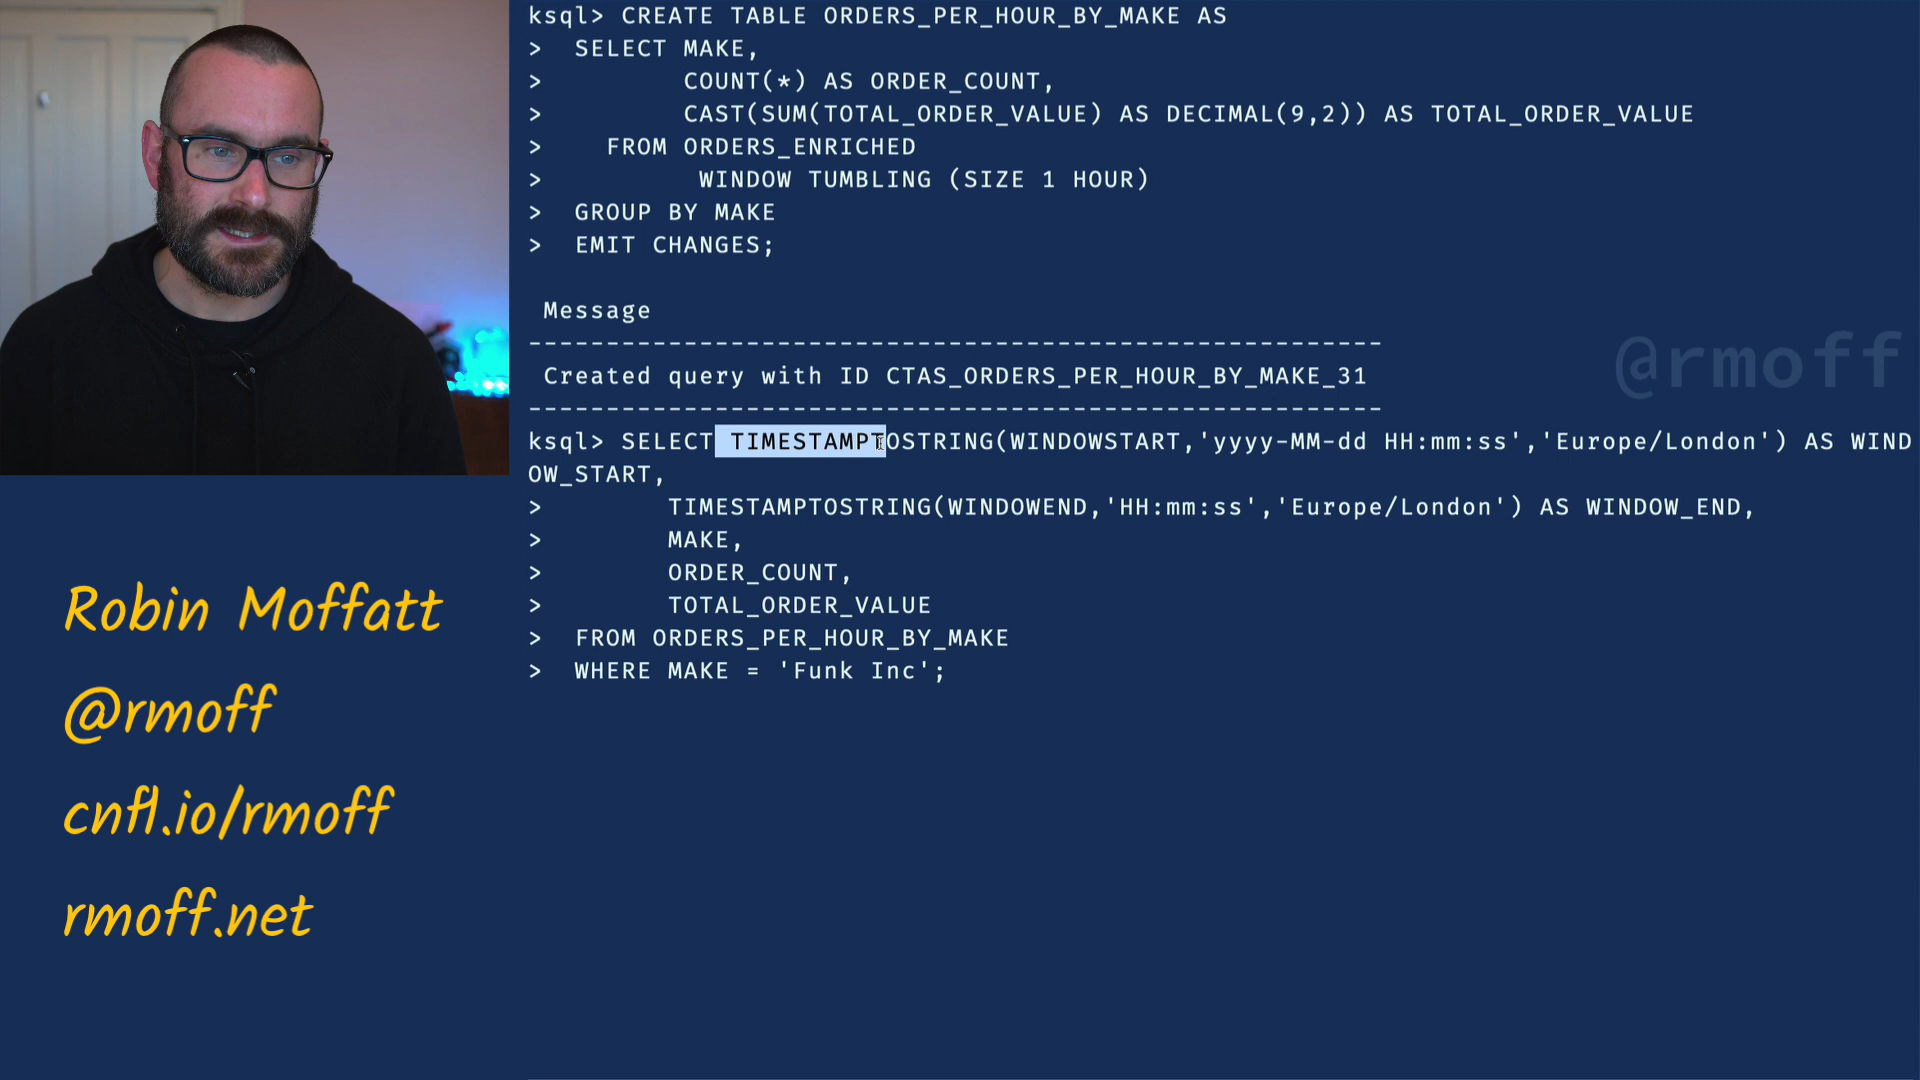 ksql> CREATE TABLE ORDERS_PER_HOUR_BY_MAKE AS
>  SELECT MAKE,
>         COUNT(*) AS ORDER_COUNT,
>         CAST(SUM(TOTAL_ORDER_VALUE) AS DECIMAL(9,2)) AS TOTAL_ORDER_VALUE
>    FROM ORDERS_ENRICHED
>          WINDOW TUMBLING (SIZE 1 HOUR)
>  GROUP BY MAKE
>  EMIT CHANGES;
 Message
-------------------------------------------------------
 Created query with ID CTAS_ORDERS_PER_HOUR_BY_MAKE_31
-------------------------------------------------------
ksql> SELECT TIMESTAMPTOSTRING(WINDOWSTART,'yyyy-MM-dd HH:mm:ss','Europe/London') AS WIND
OW_START,
>        TIMESTAMPTOSTRING(WINDOWEND,'HH:mm:ss','Europe/London') AS WINDOW_END,
>        MAKE,
>        ORDER_COUNT,
>        TOTAL_ORDER_VALUE
>  FROM ORDERS_PER_HOUR_BY_MAKE
>  WHERE MAKE = 'Funk Inc';
@rmoff
Robin Moffatt
@rmoff
cnfl.io/rmoff
rmoff.net